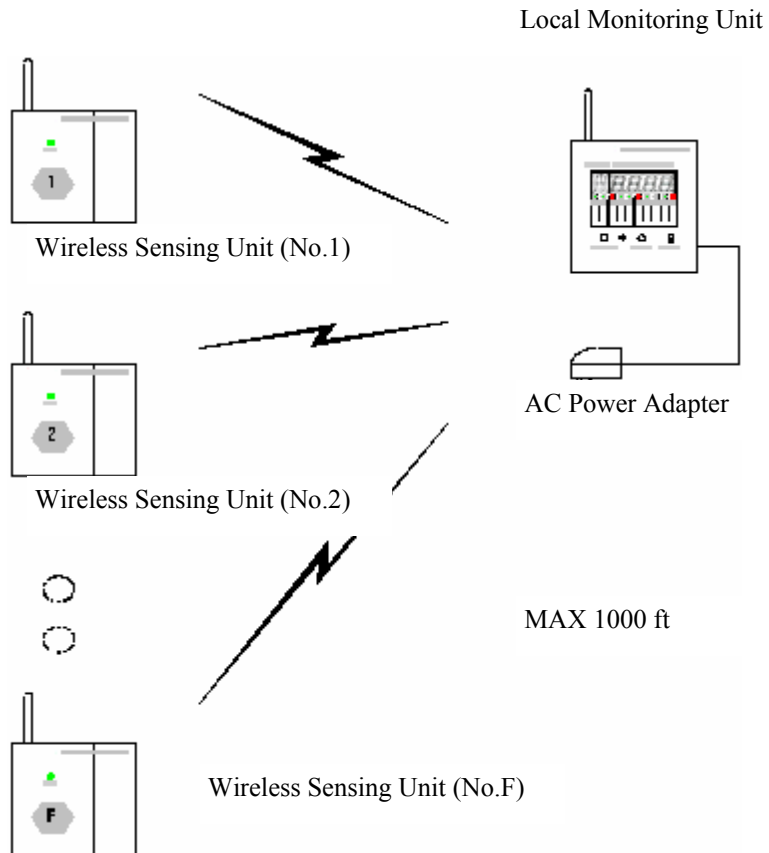 Local Monitoring Unit
1
Wireless Sensing Unit (No.1)
2
AC Power Adapter
Wireless Sensing Unit (No.2)
MAX 1000 ft
Wireless Sensing Unit (No.F)
F